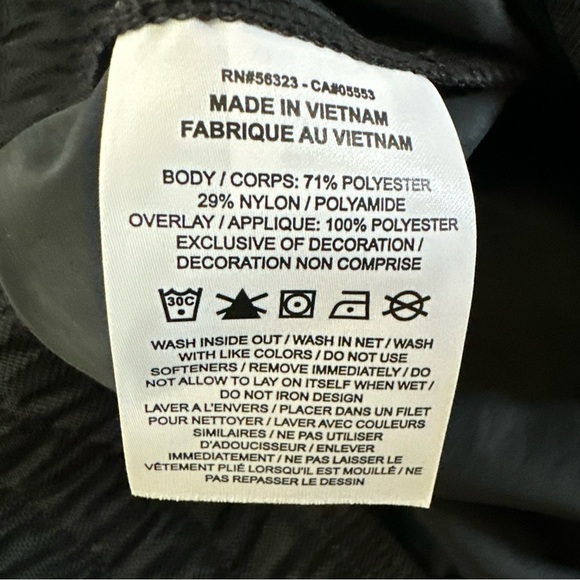 RN#56323 - CA#05553
MADE IN VIETNAM
FABRIQUE AU VIETNAM
BODY / CORPS: 71% POLYESTER
29% NYLON / POLYAMIDE
OVERLAY / APPLIQUE: 100% POLYESTER
EXCLUSIVE OF DECORATION /
DECORATION NON COMPRISE
30C
WASH INSIDE OUT / WASH IN NET / WASH
WITH LIKE COLORS / DO NOT USE
SOFTENERS / REMOVE IMMEDIATELY / DO
NOT ALLOW TO LAY ON ITSELF WHEN WET /
DO NOT IRON DESIGN
LAVER A L'ENVERS / PLACER DANS UN FILET
POUR NETTOYER / LAVER AVEC COULEURS
SIMILAIRES / NE PAS UTILISER
D'ADOUCISSEUR / ENLEVER
IMMEDIATEMENT / NE PAS LAISSER LE
VÊTEMENT PLIÉ LORSQU'IL EST MOUILLÉ / NE
PAS REPASSER LE DESSIN